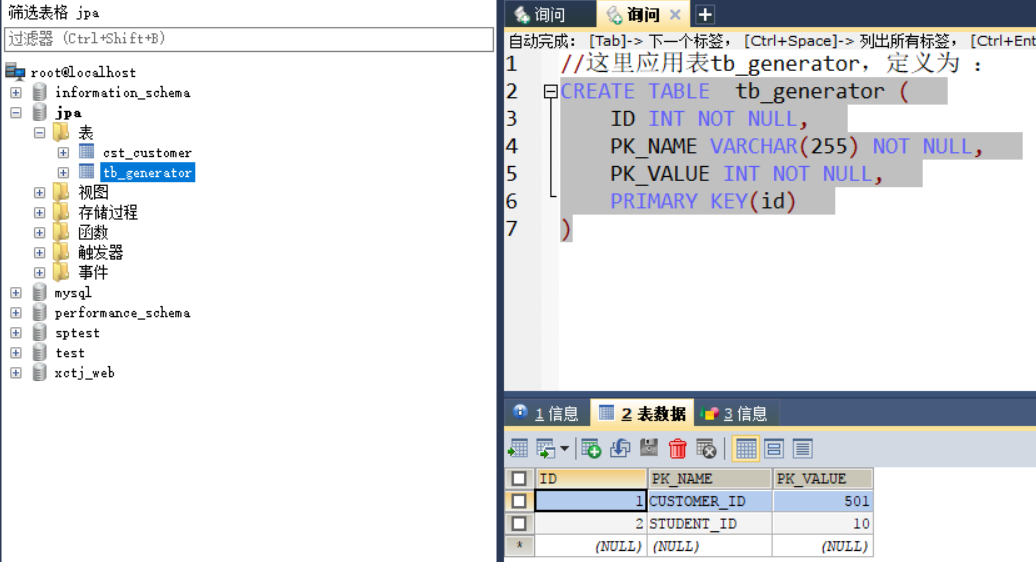 筛选表格 jpa
过滤器 (Ctrl+Shift+B)
root@localhost
information_schema
jpa
表
cst_customer
tb_generator
视图
存储过程
函数
触发器
事件
mysql
performance_schema
sptest
test
xctj_web
询问 询问
自动完成： [Tab]-> 下一个标签， [Ctrl+Space]-> 列出所有标签， [Ctrl+Ent
1 //这里应用表tb_generator，定义为 ：
2 CREATE TABLE  tb_generator (
3 ID INT NOT NULL,
4 PK_NAME VARCHAR(255) NOT NULL,
5 PK_VALUE INT NOT NULL,
6 PRIMARY KEY(id)
7 )
1 信息 2 表数据 3 信息
ID PK_NAME PK_VALUE
1 CUSTOMER_ID 501
2 STUDENT_ID 10
* (NULL) (NULL) (NULL)